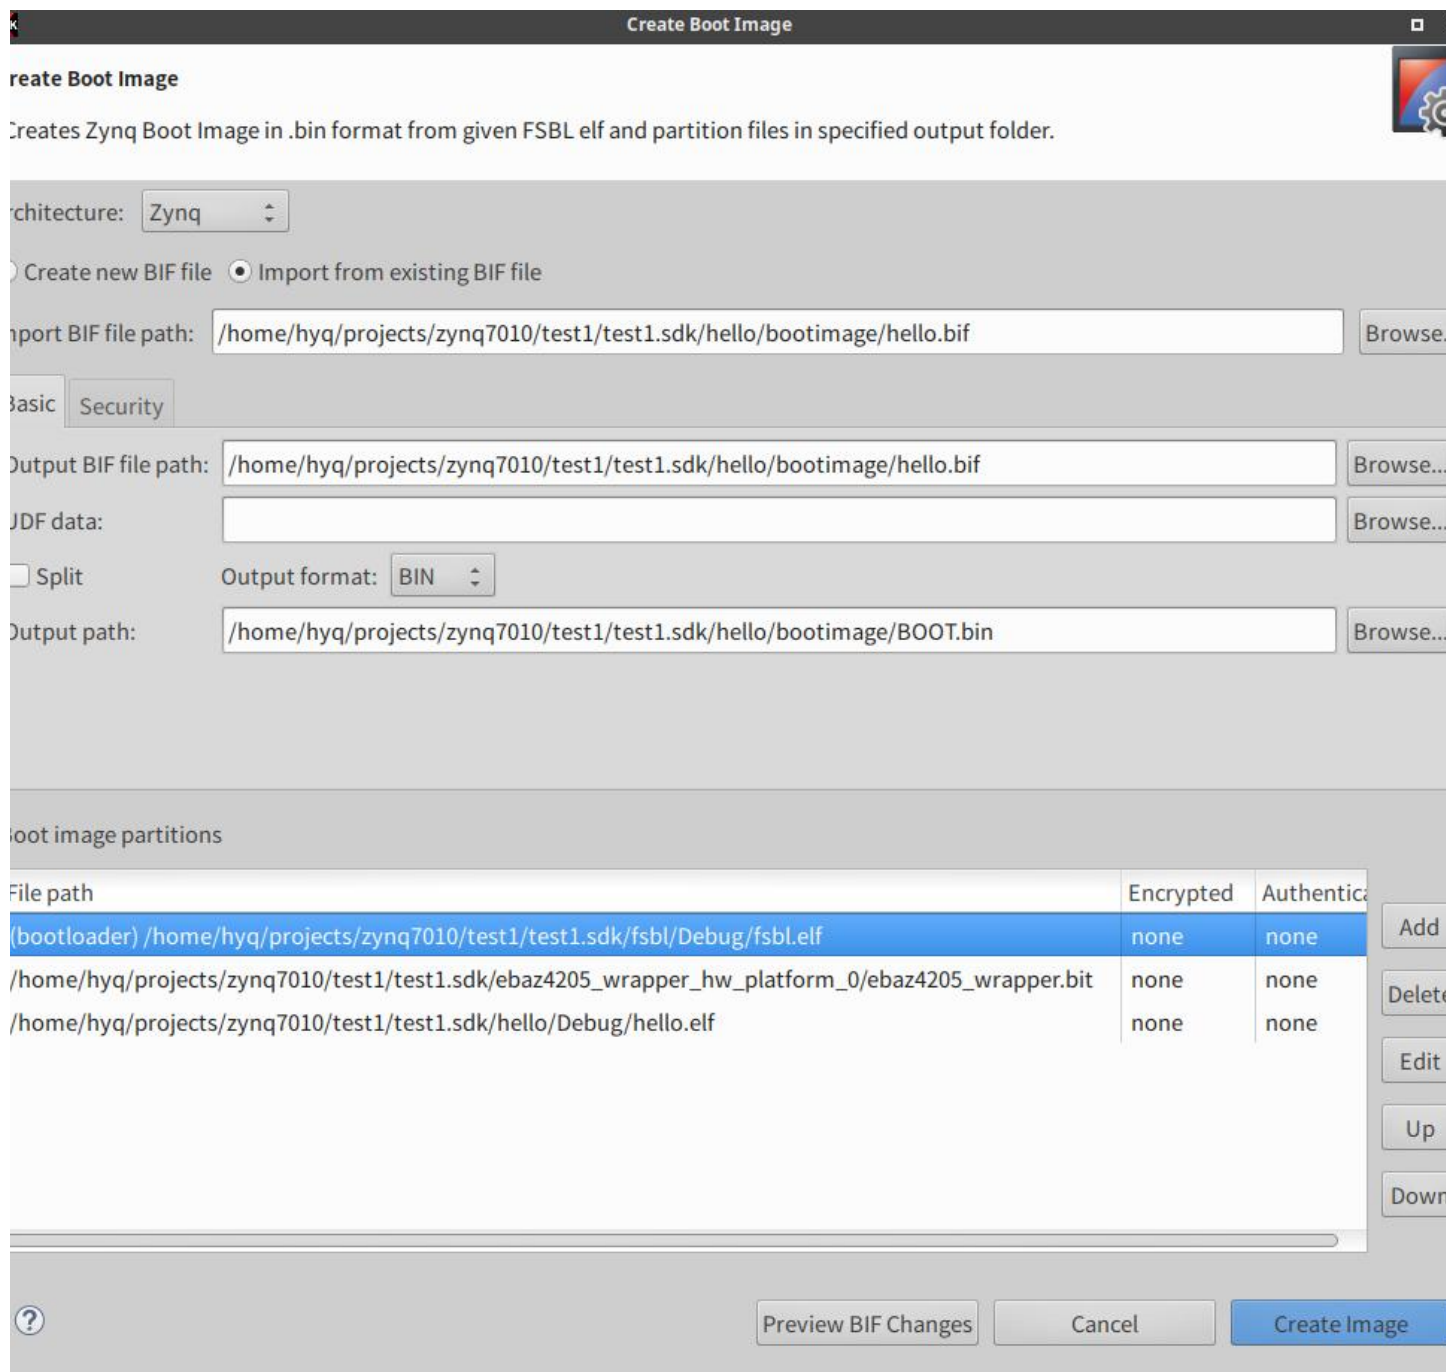 Create Boot Image
reate Boot Image
Creates Zynq Boot Image in .bin format from given FSBL elf and partition files in specified output folder.
rchitecture: Zynq
Create new BIF file Import from existing BIF file
nport BIF file path: /home/hyq/projects/zynq7010/test1/test1.sdk/hello/bootimage/hello.bif Browse.
Basic Security
Output BIF file path: /home/hyq/projects/zynq7010/test1/test1.sdk/hello/bootimage/hello.bif Browse...
UDF data: Browse...
Split Output format: BIN
Output path: /home/hyq/projects/zynq7010/test1/test1.sdk/hello/bootimage/BOOT.bin Browse...
oot image partitions
File path Encrypted Authentica
(bootloader) /home/hyq/projects/zynq7010/test1/test1.sdk/fsbl/Debug/fsbl.elf none none
/home/hyq/projects/zynq7010/test1/test1.sdk/ebaz4205_wrapper_hw_platform_0/ebaz4205_wrapper.bit none none
/home/hyq/projects/zynq7010/test1/test1.sdk/hello/Debug/hello.elf none none
Add
Delete
Edit
Up
Down
? Preview BIF Changes Cancel Create Image